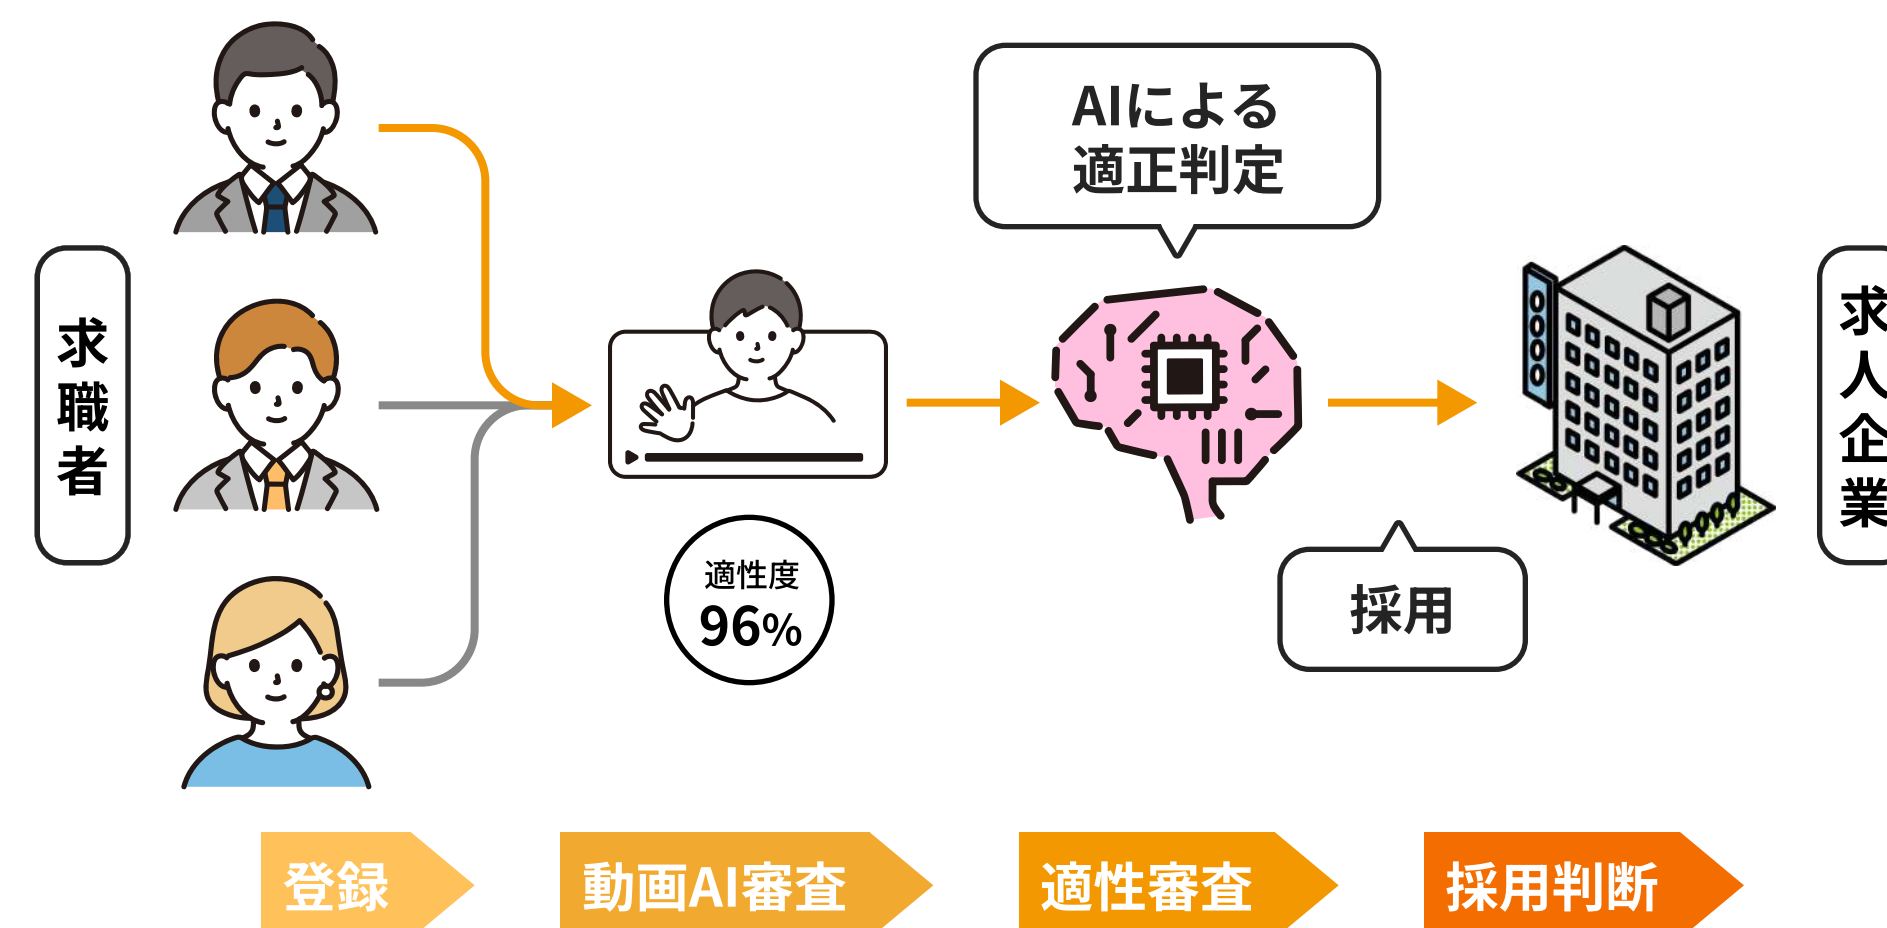 求職者
AIによる
適正判定
適性度
96%
採用
求人企業
登録
動画AI審査
適性審査
採用判断